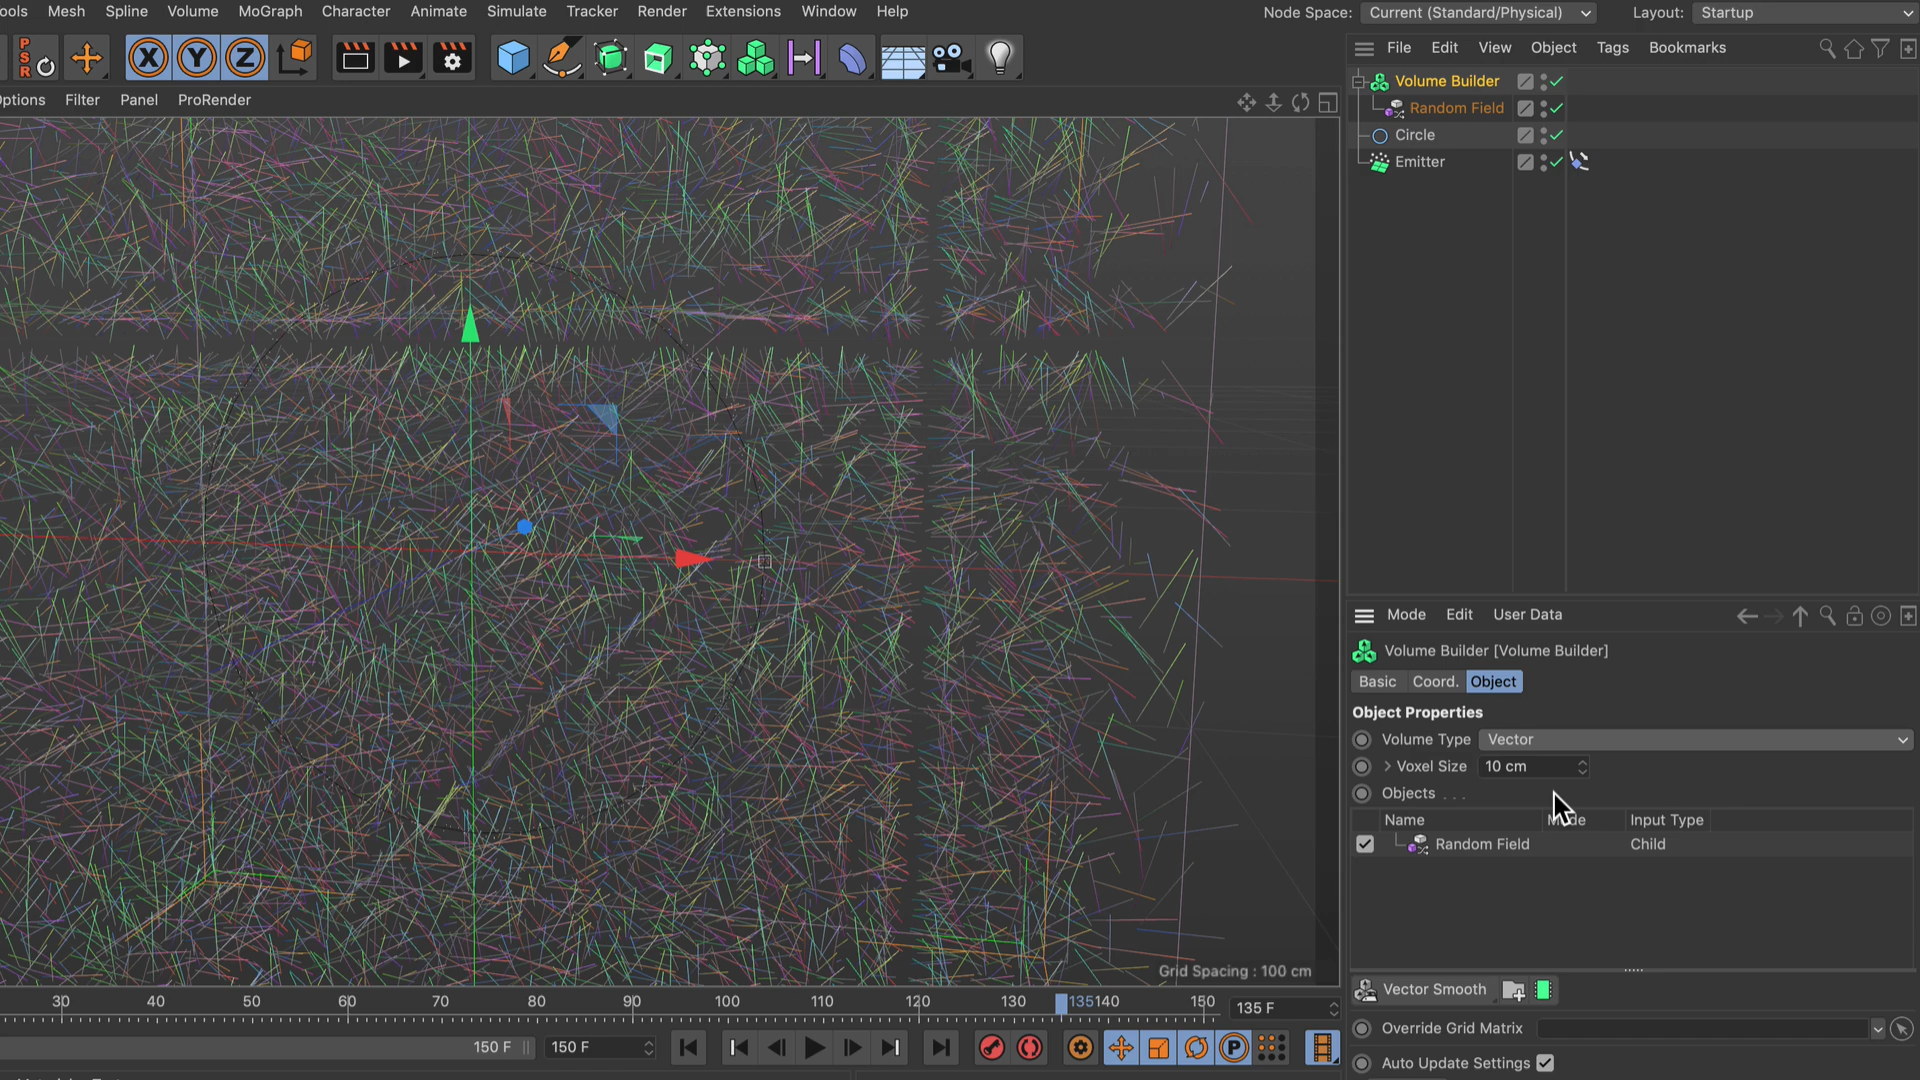 ools Mesh Spline Volume MoGraph Character Animate Simulate Tracker Render Extensions Window Help
Node Space: Current (Standard/Physical) Layout: Startup
PSR X Y Z
File Edit View Object Tags Bookmarks
ptions Filter Panel ProRender
Volume Builder
Random Field
Circle
Emitter
Mode Edit User Data
Volume Builder [Volume Builder]
Basic Coord. Object
Object Properties
Volume Type Vector
Voxel Size 10 cm
Objects . . .
Name Mode Input Type
Random Field Child
Grid Spacing : 100 cm
Vector Smooth
30 40 50 60 70 80 90 100 110 120 130 135 140 150 135 F
Override Grid Matrix
150 F 150 F
P
Auto Update Settings